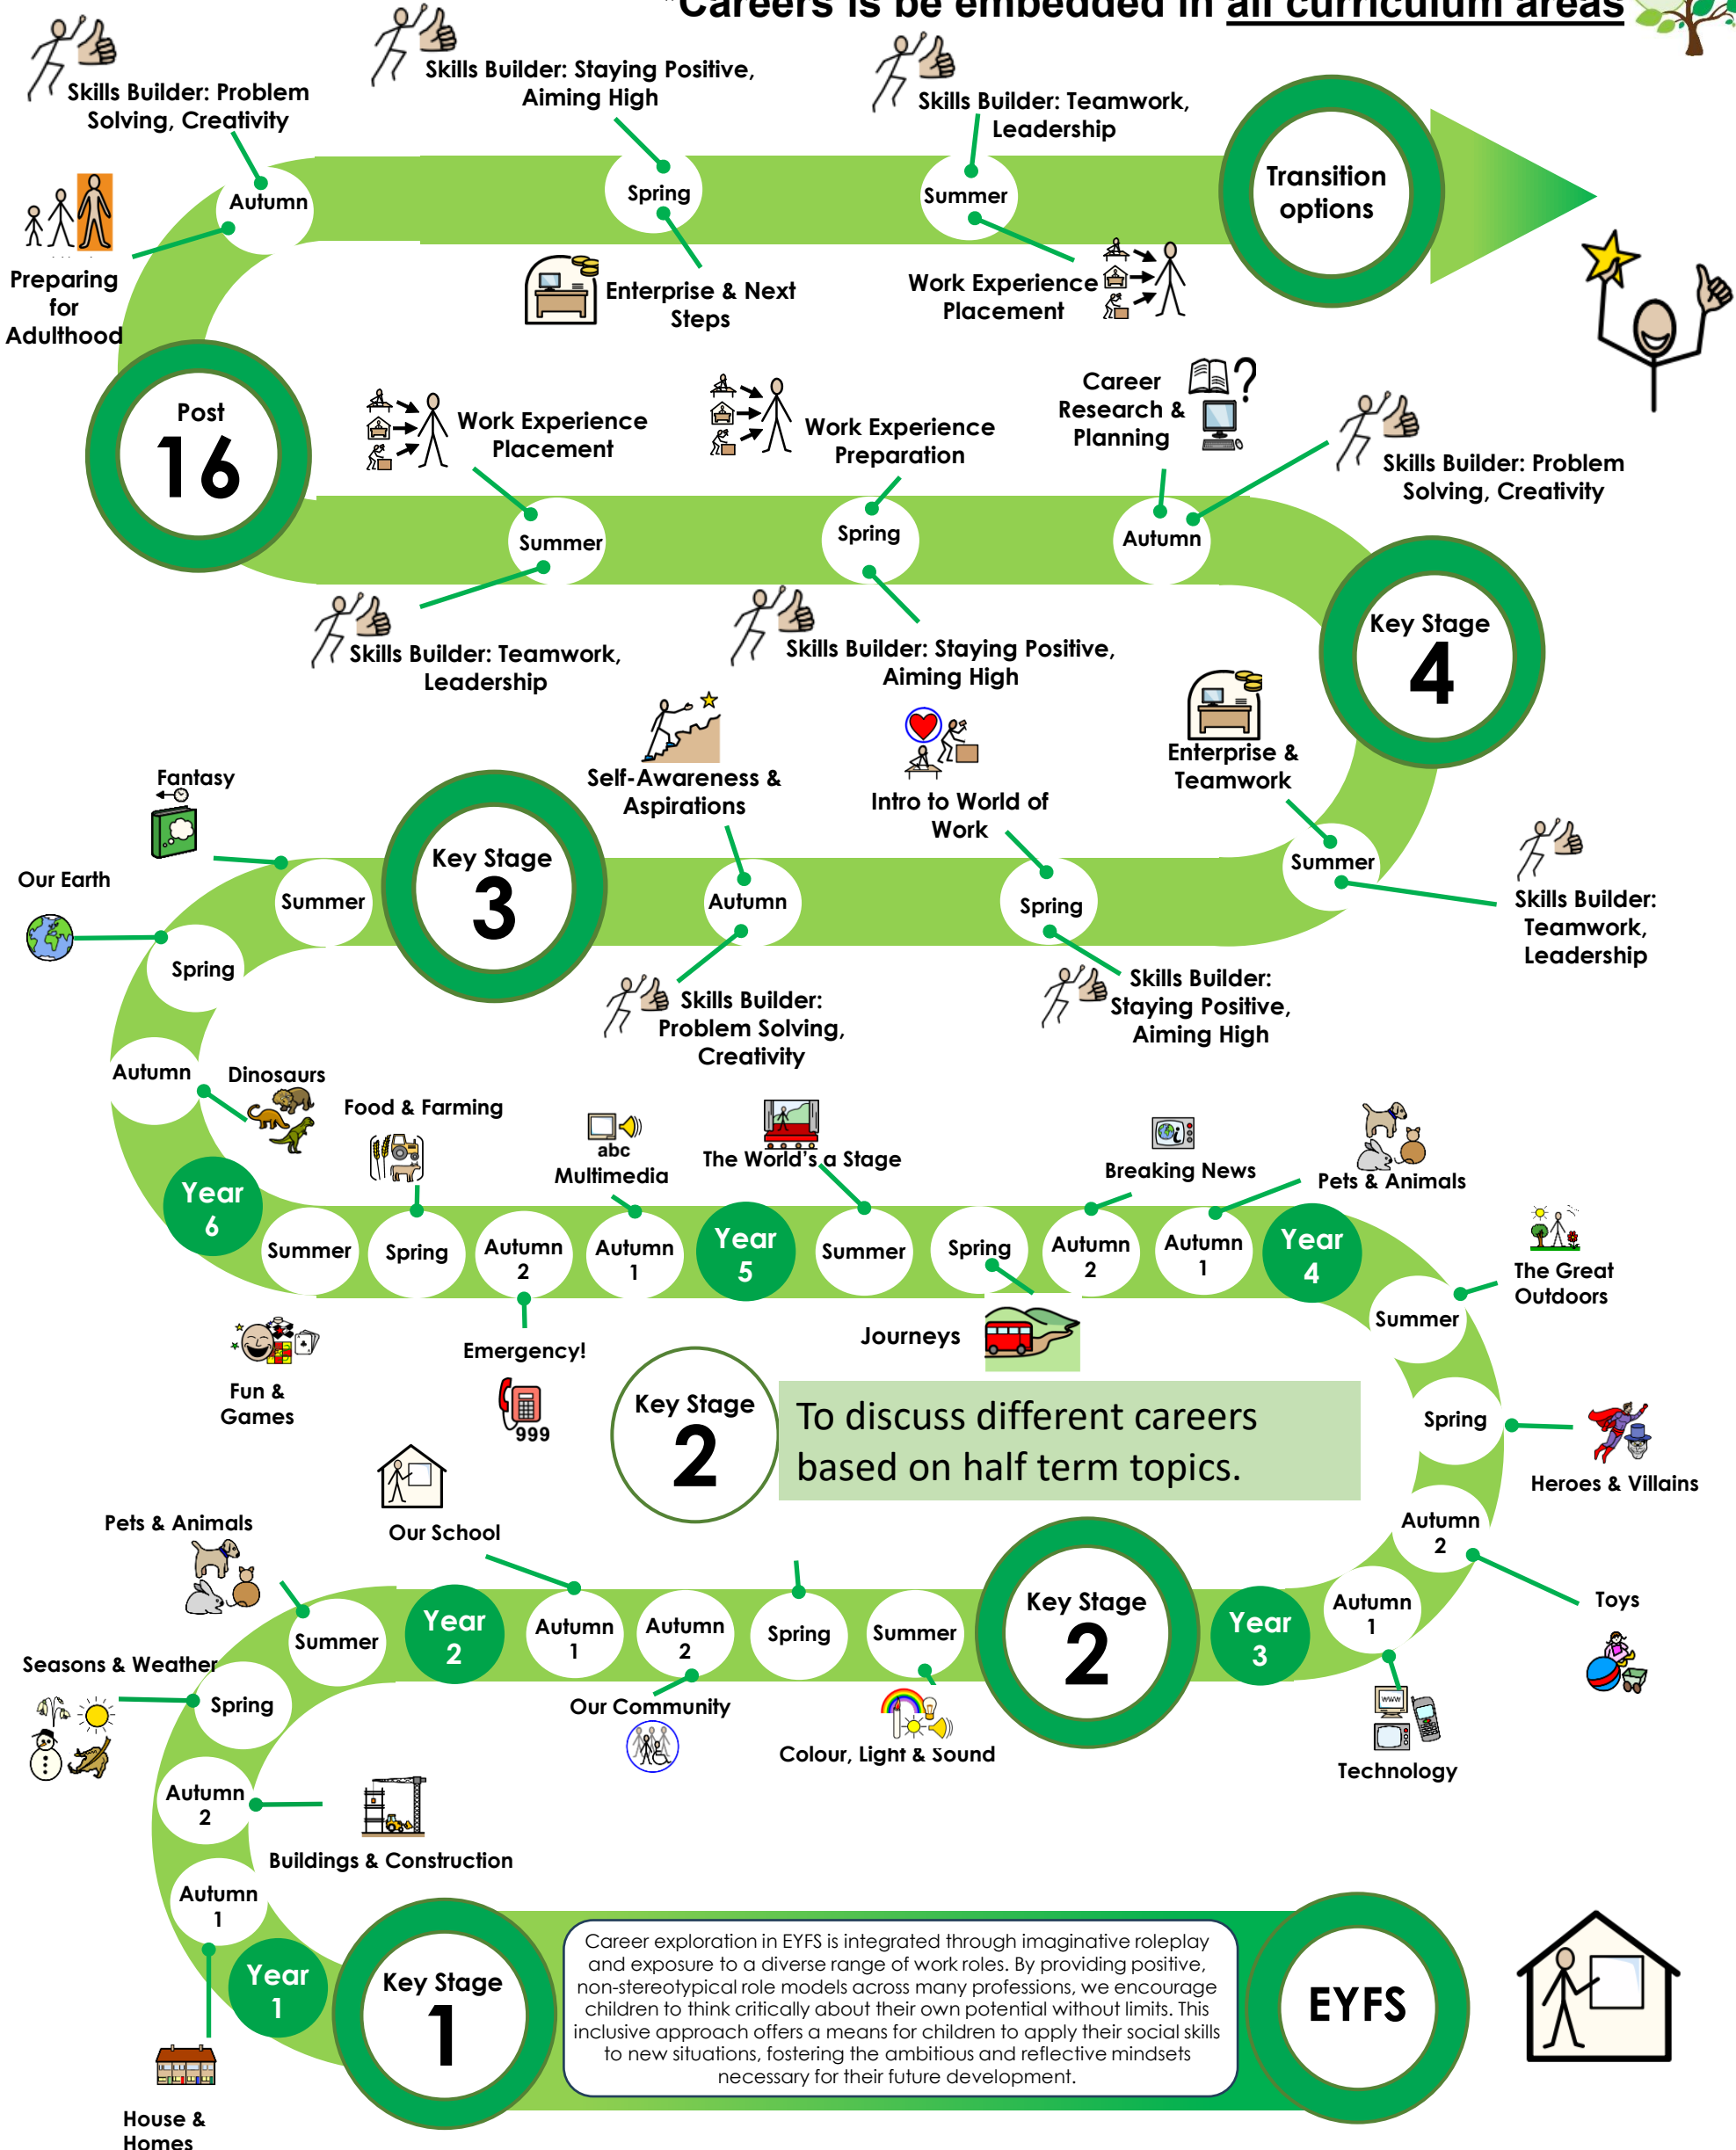 *Careers is be embedded in all curriculum areas
Skills Builder: Problem
Solving, Creativity
Skills Builder: Staying Positive,
Aiming High
Skills Builder: Teamwork,
Leadership
Autumn
Spring
Summer
Transition
options
Preparing
for
Adulthood
Enterprise & Next
Steps
Work Experience
Placement
Post
16
Work Experience
Placement
Work Experience
Preparation
Career
Research &
Planning
?
Skills Builder: Problem
Solving, Creativity
Summer
Spring
Autumn
Skills Builder: Teamwork,
Leadership
Skills Builder: Staying Positive,
Aiming High
Key Stage
4
Fantasy
Self-Awareness &
Aspirations
Intro to World of
Work
Enterprise &
Teamwork
Our Earth
Summer
Key Stage
3
Autumn
Spring
Summer
Skills Builder:
Teamwork,
Leadership
Spring
Skills Builder:
Problem Solving,
Creativity
Skills Builder:
Staying Positive,
Aiming High
Autumn
Dinosaurs
Food & Farming
abc
Multimedia
The World's a Stage
Breaking News
Pets & Animals
Year
6
Summer
Spring
Autumn
2
Autumn
1
Year
5
Summer
Spring
Autumn
2
Autumn
1
Year
4
The Great
Outdoors
Summer
Fun &
Games
Emergency!
999
Journeys
Key Stage
2
To discuss different careers
based on half term topics.
Spring
Heroes & Villains
Autumn
2
Toys
Pets & Animals
Our School
Summer
Year
2
Autumn
1
Autumn
2
Spring
Summer
Key Stage
2
Year
3
Autumn
1
Seasons & Weather
Spring
Our Community
Colour, Light & Sound
www
Technology
Autumn
2
Buildings & Construction
Autumn
1
Year
1
Key Stage
1
Career exploration in EYFS is integrated through imaginative roleplay
and exposure to a diverse range of work roles. By providing positive,
non-stereotypical role models across many professions, we encourage
children to think critically about their own potential without limits. This
inclusive approach offers a means for children to apply their social skills
to new situations, fostering the ambitious and reflective mindsets
necessary for their future development.
EYFS
House &
Homes